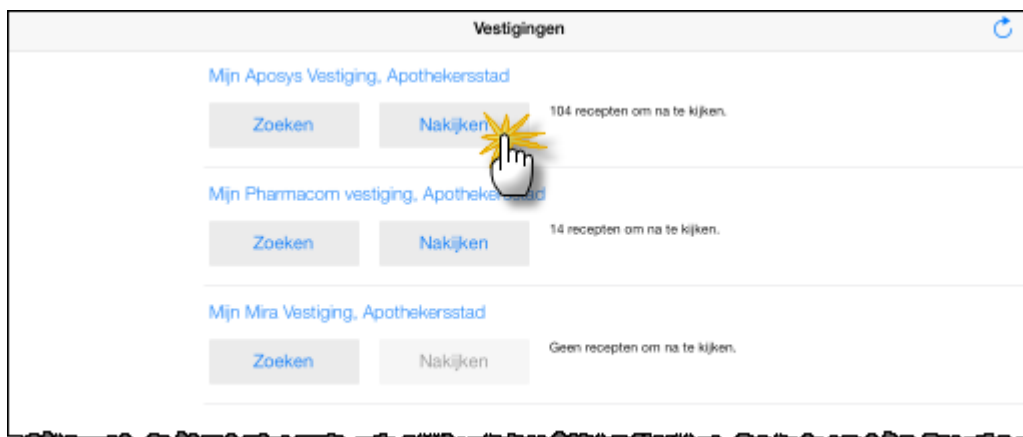 Vestigingen
Mijn Aposys Vestiging, Apothekersstad
Zoeken Nakijken 104 recepten om na te kijken.
Mijn Pharmacom vestiging, Apothekersstad
Zoeken Nakijken 14 recepten om na te kijken.
Mijn Mira Vestiging, Apothekersstad
Zoeken Nakijken Geen recepten om na te kijken.